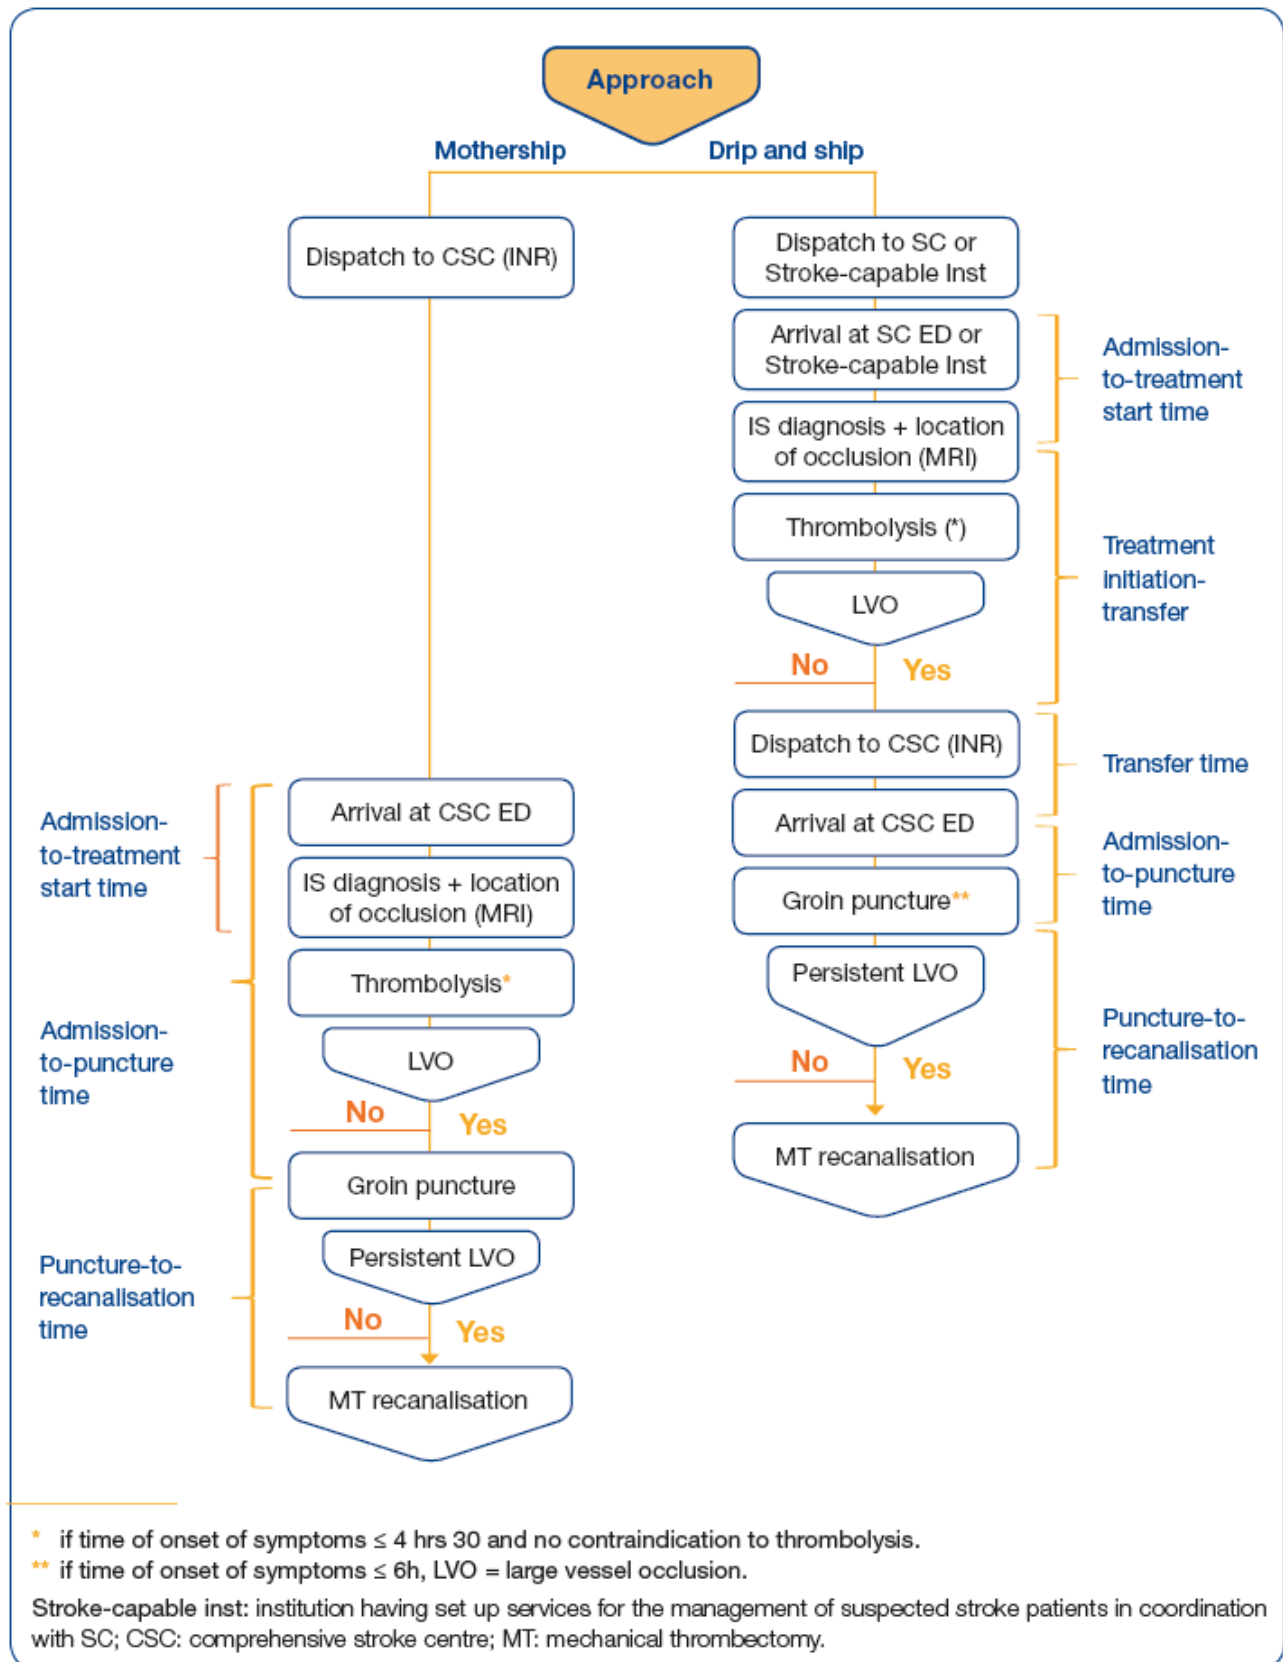 Approach
Mothership
Drip and ship
Dispatch to CSC (INR)
Dispatch to SC or
Stroke-capable Inst
Arrival at SC ED or
Stroke-capable Inst
Admission-
to-treatment
start time
IS diagnosis + location
of occlusion (MRI)
Thrombolysis (*)
Treatment
initiation-
transfer
LVO
No
Yes
Dispatch to CSC (INR)
Transfer time
Arrival at CSC ED
Admission-
to-puncture
time
Groin puncture**
Persistent LVO
Puncture-to-
recanalisation
time
No
Yes
MT recanalisation
Arrival at CSC ED
Admission-
to-treatment
start time
IS diagnosis + location
of occlusion (MRI)
Thrombolysis*
Admission-
to-puncture
time
LVO
No
Yes
Groin puncture
Persistent LVO
Puncture-to-
recanalisation
time
No
Yes
MT recanalisation
* if time of onset of symptoms ≤ 4 hrs 30 and no contraindication to thrombolysis.
** if time of onset of symptoms ≤ 6h, LVO = large vessel occlusion.
Stroke-capable inst: institution having set up services for the management of suspected stroke patients in coordination
with SC; CSC: comprehensive stroke centre; MT: mechanical thrombectomy.